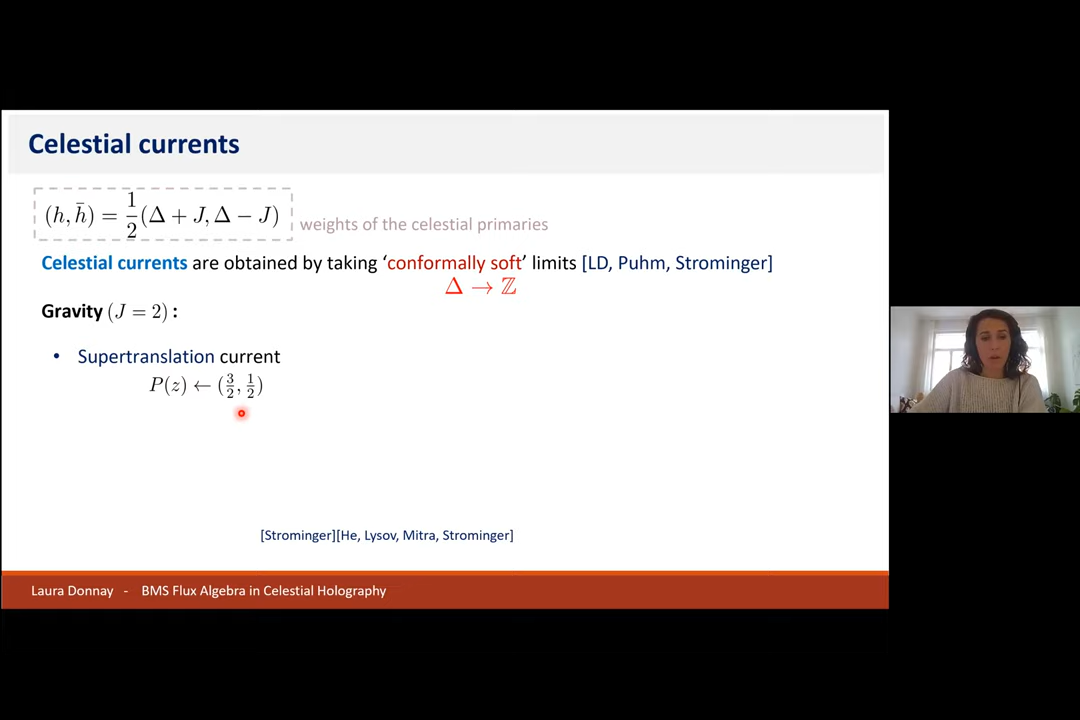 Celestial currents
(h, h̄) = 1/2 (Δ + J, Δ − J)
weights of the celestial primaries
Celestial currents are obtained by taking ‘conformally soft’ limits [LD, Puhm, Strominger]
Δ → ℤ
Gravity (J = 2) :
• Supertranslation current
P(z) ← (3/2, 1/2)
[Strominger][He, Lysov, Mitra, Strominger]
Laura Donnay - BMS Flux Algebra in Celestial Holography